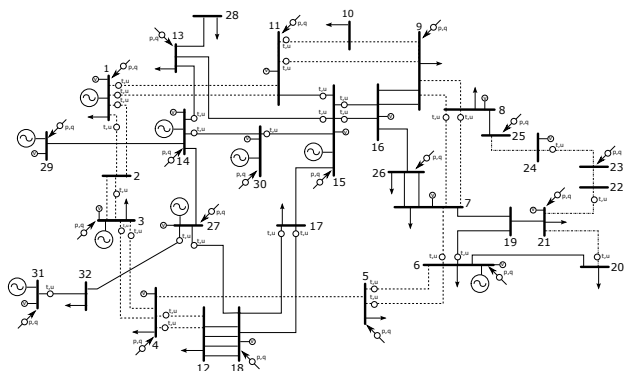 28
13
p,q
11
p,q
10
9
p,q
t,u
t,u
V
1
p,q
t,u
t,u
t,u
V
t,u
t,u
t,u
t,u
8
V
p,q
25
24
V
23
p,q
22
t,u
t,u
29
p,q
V
14
p,q
V
t,u
t,u
30
p,q
V
t,u
15
p,q
V
t,u
t,u
16
V
26
p,q
7
V
2
t,u
3
p,q
t,u
27
p,q
V
t,u
t,u
17
t,u
t,u
19
21
V
p,q
20
t,u
31
V
p,q
t,u
32
4
p,q
t,u
t,u
12
18
V
p,q
5
t,u
t,u
p,q
6
t,u
t,u
V
p,q